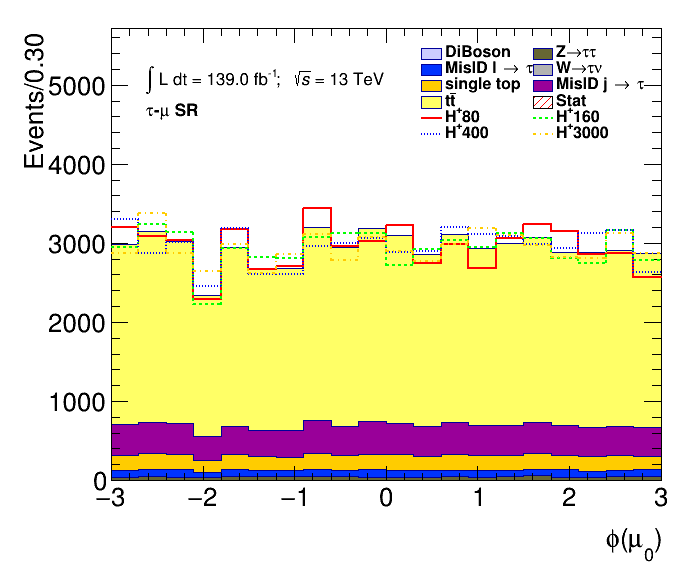 Events/0.30
∫ L dt = 139.0 fb⁻¹; √s = 13 TeV
τ-μ SR
DiBoson Z→ττ
MisID l → τ W→τν
single top MisID j → τ
tt̄ Stat
H⁺80 H⁺160
H⁺400 H⁺3000
5000
4000
3000
2000
1000
0
−3 −2 −1 0 1 2 3
ϕ(μ₀)